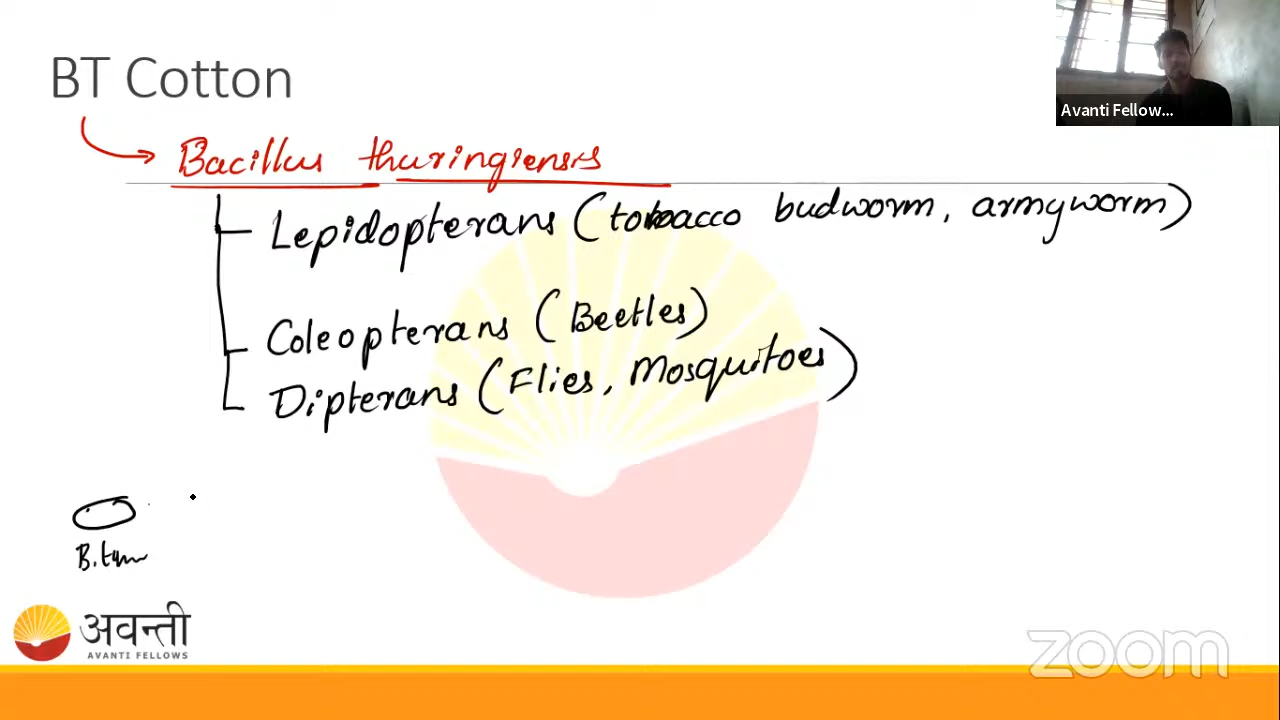 BT Cotton
Avanti Fellow...
Bacillus thuringiensis
Lepidopterans (tobacco budworm, armyworm)
Coleopterans (Beetles)
Dipterans (Flies, Mosquitoes)
अवन्ती
AVANTI FELLOWS
zoom